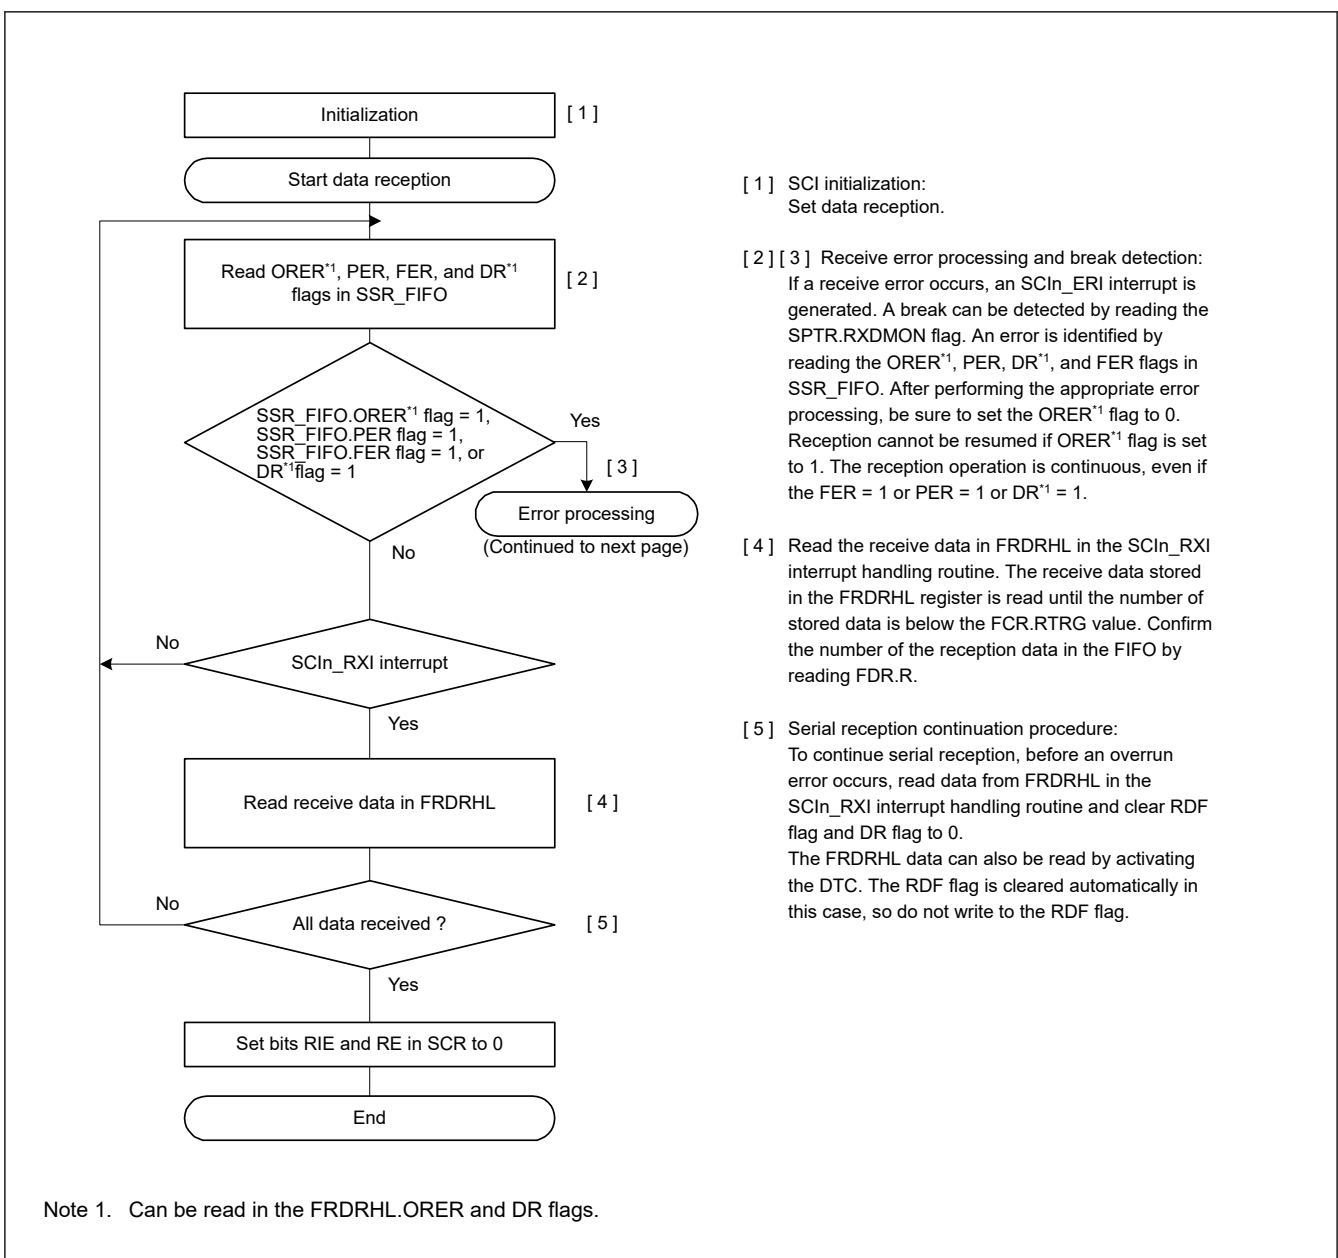 Initialization
[ 1 ]
Start data reception
Read ORER*1, PER, FER, and DR*1
flags in SSR_FIFO
[ 2 ]
SSR_FIFO.ORER*1 flag = 1,
SSR_FIFO.PER flag = 1,
SSR_FIFO.FER flag = 1, or
DR*1flag = 1
Yes
[ 3 ]
Error processing
(Continued to next page)
No
SCIn_RXI interrupt
No
Yes
Read receive data in FRDRHL
[ 4 ]
All data received ?
[ 5 ]
No
Yes
Set bits RIE and RE in SCR to 0
End
[ 1 ] SCI initialization:
Set data reception.
[ 2 ] [ 3 ] Receive error processing and break detection:
If a receive error occurs, an SCIn_ERI interrupt is
generated. A break can be detected by reading the
SPTR.RXDMON flag. An error is identified by
reading the ORER*1, PER, DR*1, and FER flags in
SSR_FIFO. After performing the appropriate error
processing, be sure to set the ORER*1 flag to 0.
Reception cannot be resumed if ORER*1 flag is set
to 1. The reception operation is continuous, even if
the FER = 1 or PER = 1 or DR*1 = 1.
[ 4 ] Read the receive data in FRDRHL in the SCIn_RXI
interrupt handling routine. The receive data stored
in the FRDRHL register is read until the number of
stored data is below the FCR.RTRG value. Confirm
the number of the reception data in the FIFO by
reading FDR.R.
[ 5 ] Serial reception continuation procedure:
To continue serial reception, before an overrun
error occurs, read data from FRDRHL in the
SCIn_RXI interrupt handling routine and clear RDF
flag and DR flag to 0.
The FRDRHL data can also be read by activating
the DTC. The RDF flag is cleared automatically in
this case, so do not write to the RDF flag.
Note 1. Can be read in the FRDRHL.ORER and DR flags.